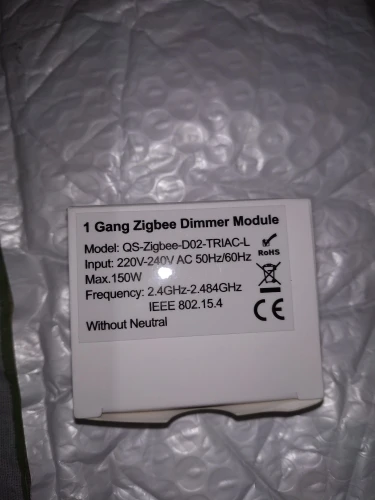 1 Gang Zigbee Dimmer Module
Model: QS-Zigbee-D02-TRIAC-L
RoHS
Input: 220V-240V AC 50Hz/60Hz
Max.150W
Frequency: 2.4GHz-2.484GHz
IEEE 802.15.4
CE
Without Neutral